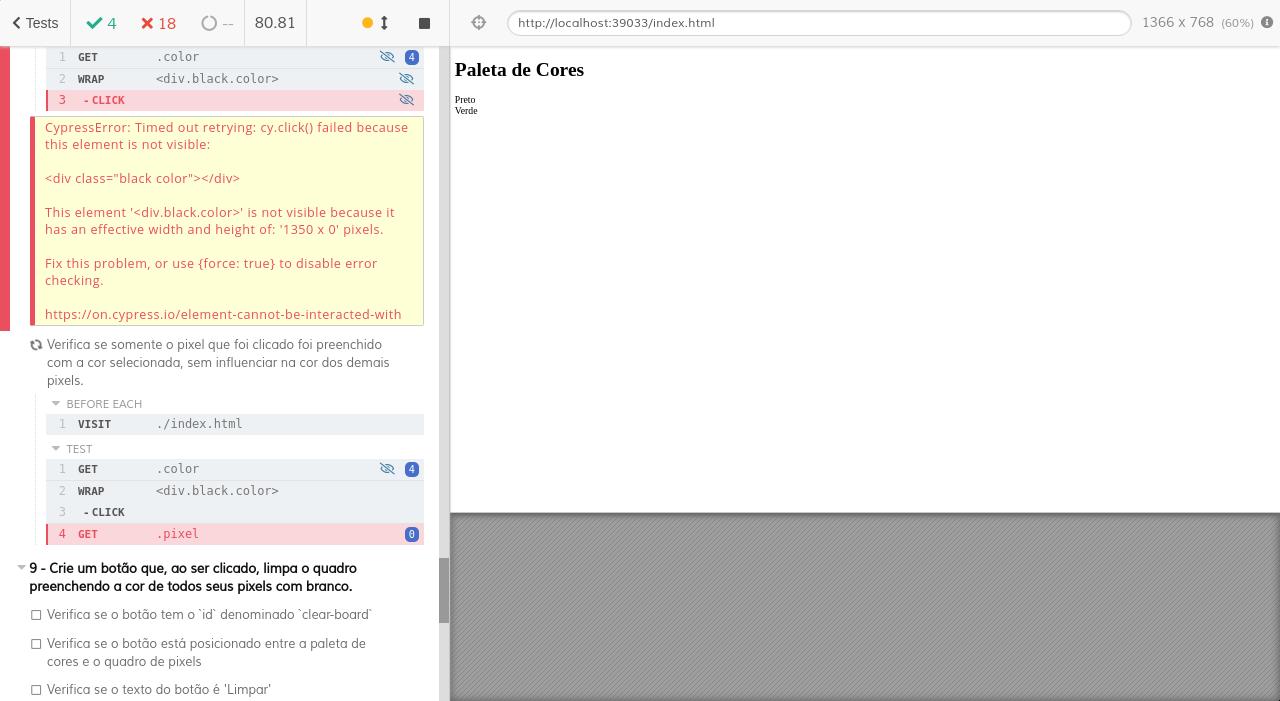 Tests
4
18
--
80.81
http://localhost:39033/index.html
1366 x 768 (60%)
1 GET .color 4
2 WRAP <div.black.color>
3 -CLICK
CypressError: Timed out retrying: cy.click() failed because
this element is not visible:
<div class="black color"></div>
This element '<div.black.color>' is not visible because it
has an effective width and height of: '1350 x 0' pixels.
Fix this problem, or use {force: true} to disable error
checking.
https://on.cypress.io/element-cannot-be-interacted-with
Verifica se somente o pixel que foi clicado foi preenchido
com a cor selecionada, sem influenciar na cor dos demais
pixels.
BEFORE EACH
1 VISIT ./index.html
TEST
1 GET .color 4
2 WRAP <div.black.color>
3 -CLICK
4 GET .pixel 0
9 - Crie um botão que, ao ser clicado, limpa o quadro
preenchendo a cor de todos seus pixels com branco.
Verifica se o botão tem o `id` denominado `clear-board`
Verifica se o botão está posicionado entre a paleta de
cores e o quadro de pixels
Verifica se o texto do botão é 'Limpar'
Paleta de Cores
Preto
Verde